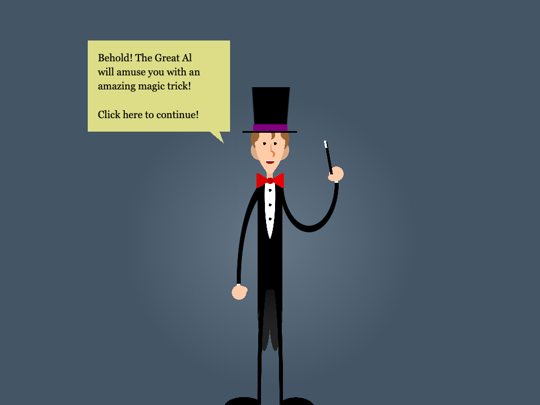 Behold! The Great Al
will amuse you with an
amazing magic trick!
Click here to continue!